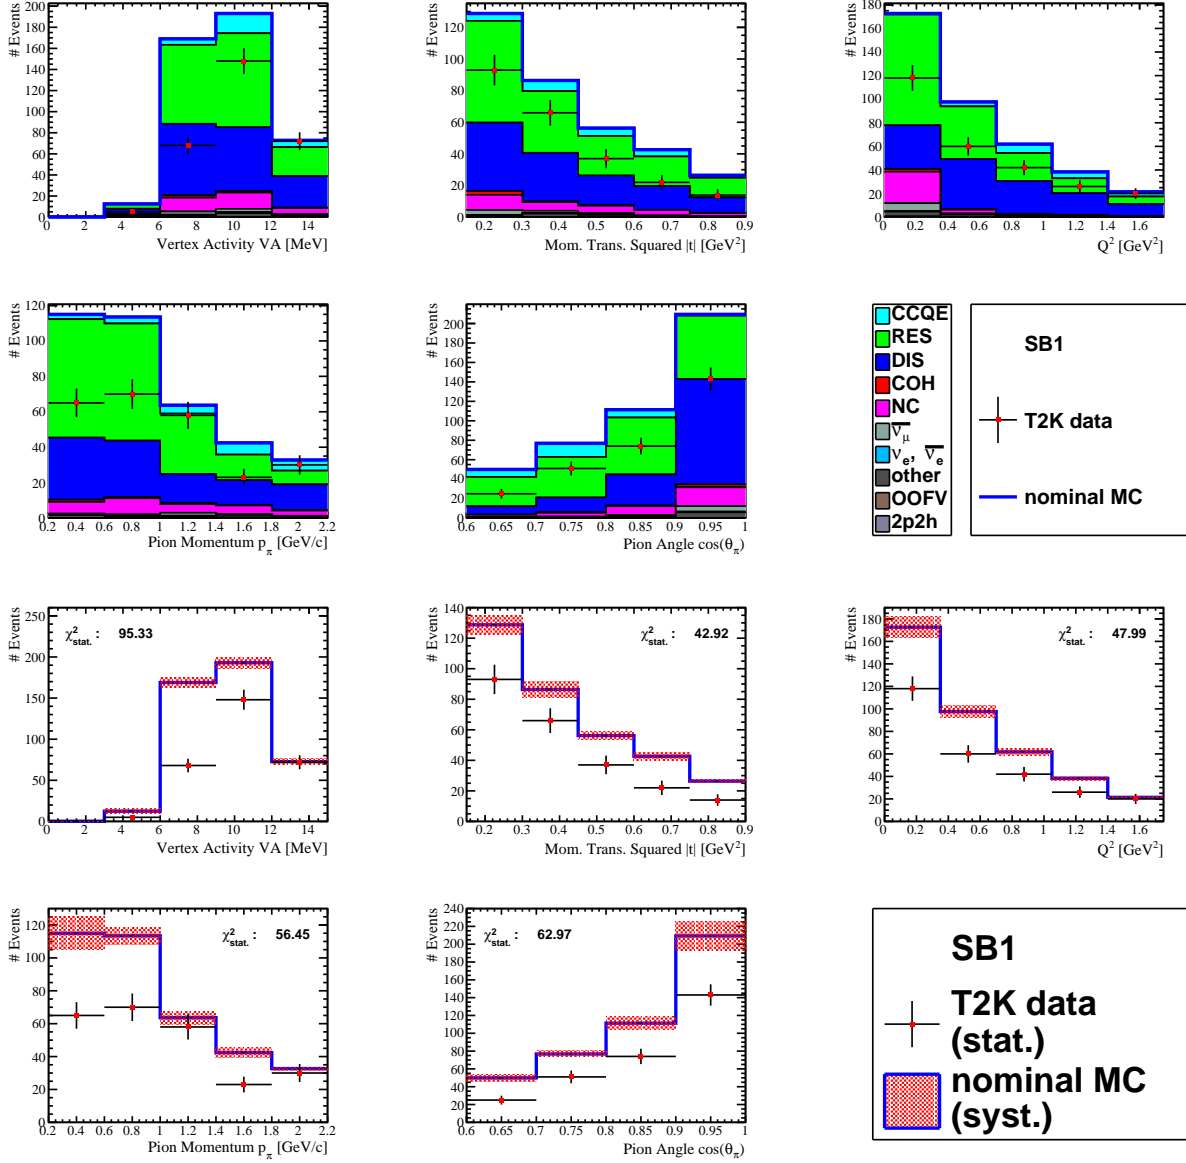 # Events
200
180
160
140
120
100
80
60
40
20
0
0 2 4 6 8 10 12 14
Vertex Activity VA [MeV]
# Events
120
100
80
60
40
20
0
0.2 0.3 0.4 0.5 0.6 0.7 0.8 0.9
Mom. Trans. Squared |t| [GeV²]
# Events
180
160
140
120
100
80
60
40
20
0
0 0.2 0.4 0.6 0.8 1 1.2 1.4 1.6
Q² [GeV²]
# Events
120
100
80
60
40
20
0
0.2 0.4 0.6 0.8 1 1.2 1.4 1.6 1.8 2 2.2
Pion Momentum p_π [GeV/c]
# Events
200
180
160
140
120
100
80
60
40
20
0
0.6 0.65 0.7 0.75 0.8 0.85 0.9 0.95 1
Pion Angle cos(θ_π)
CCQE
RES
DIS
COH
NC
ν̅_μ
ν_e, ν̅_e
other
OOFV
2p2h
SB1
T2K data
nominal MC
# Events
250
200
150
100
50
0
χ²_stat. : 95.33
0 2 4 6 8 10 12 14
Vertex Activity VA [MeV]
# Events
140
120
100
80
60
40
20
0
χ²_stat. : 42.92
0.2 0.3 0.4 0.5 0.6 0.7 0.8 0.9
Mom. Trans. Squared |t| [GeV²]
# Events
180
160
140
120
100
80
60
40
20
0
χ²_stat. : 47.99
0 0.2 0.4 0.6 0.8 1 1.2 1.4 1.6
Q² [GeV²]
# Events
120
100
80
60
40
20
0
χ²_stat. : 56.45
0.2 0.4 0.6 0.8 1 1.2 1.4 1.6 1.8 2 2.2
Pion Momentum p_π [GeV/c]
# Events
240
220
200
180
160
140
120
100
80
60
40
20
0
χ²_stat. : 62.97
0.6 0.65 0.7 0.75 0.8 0.85 0.9 0.95 1
Pion Angle cos(θ_π)
SB1
T2K data
(stat.)
nominal MC
(syst.)